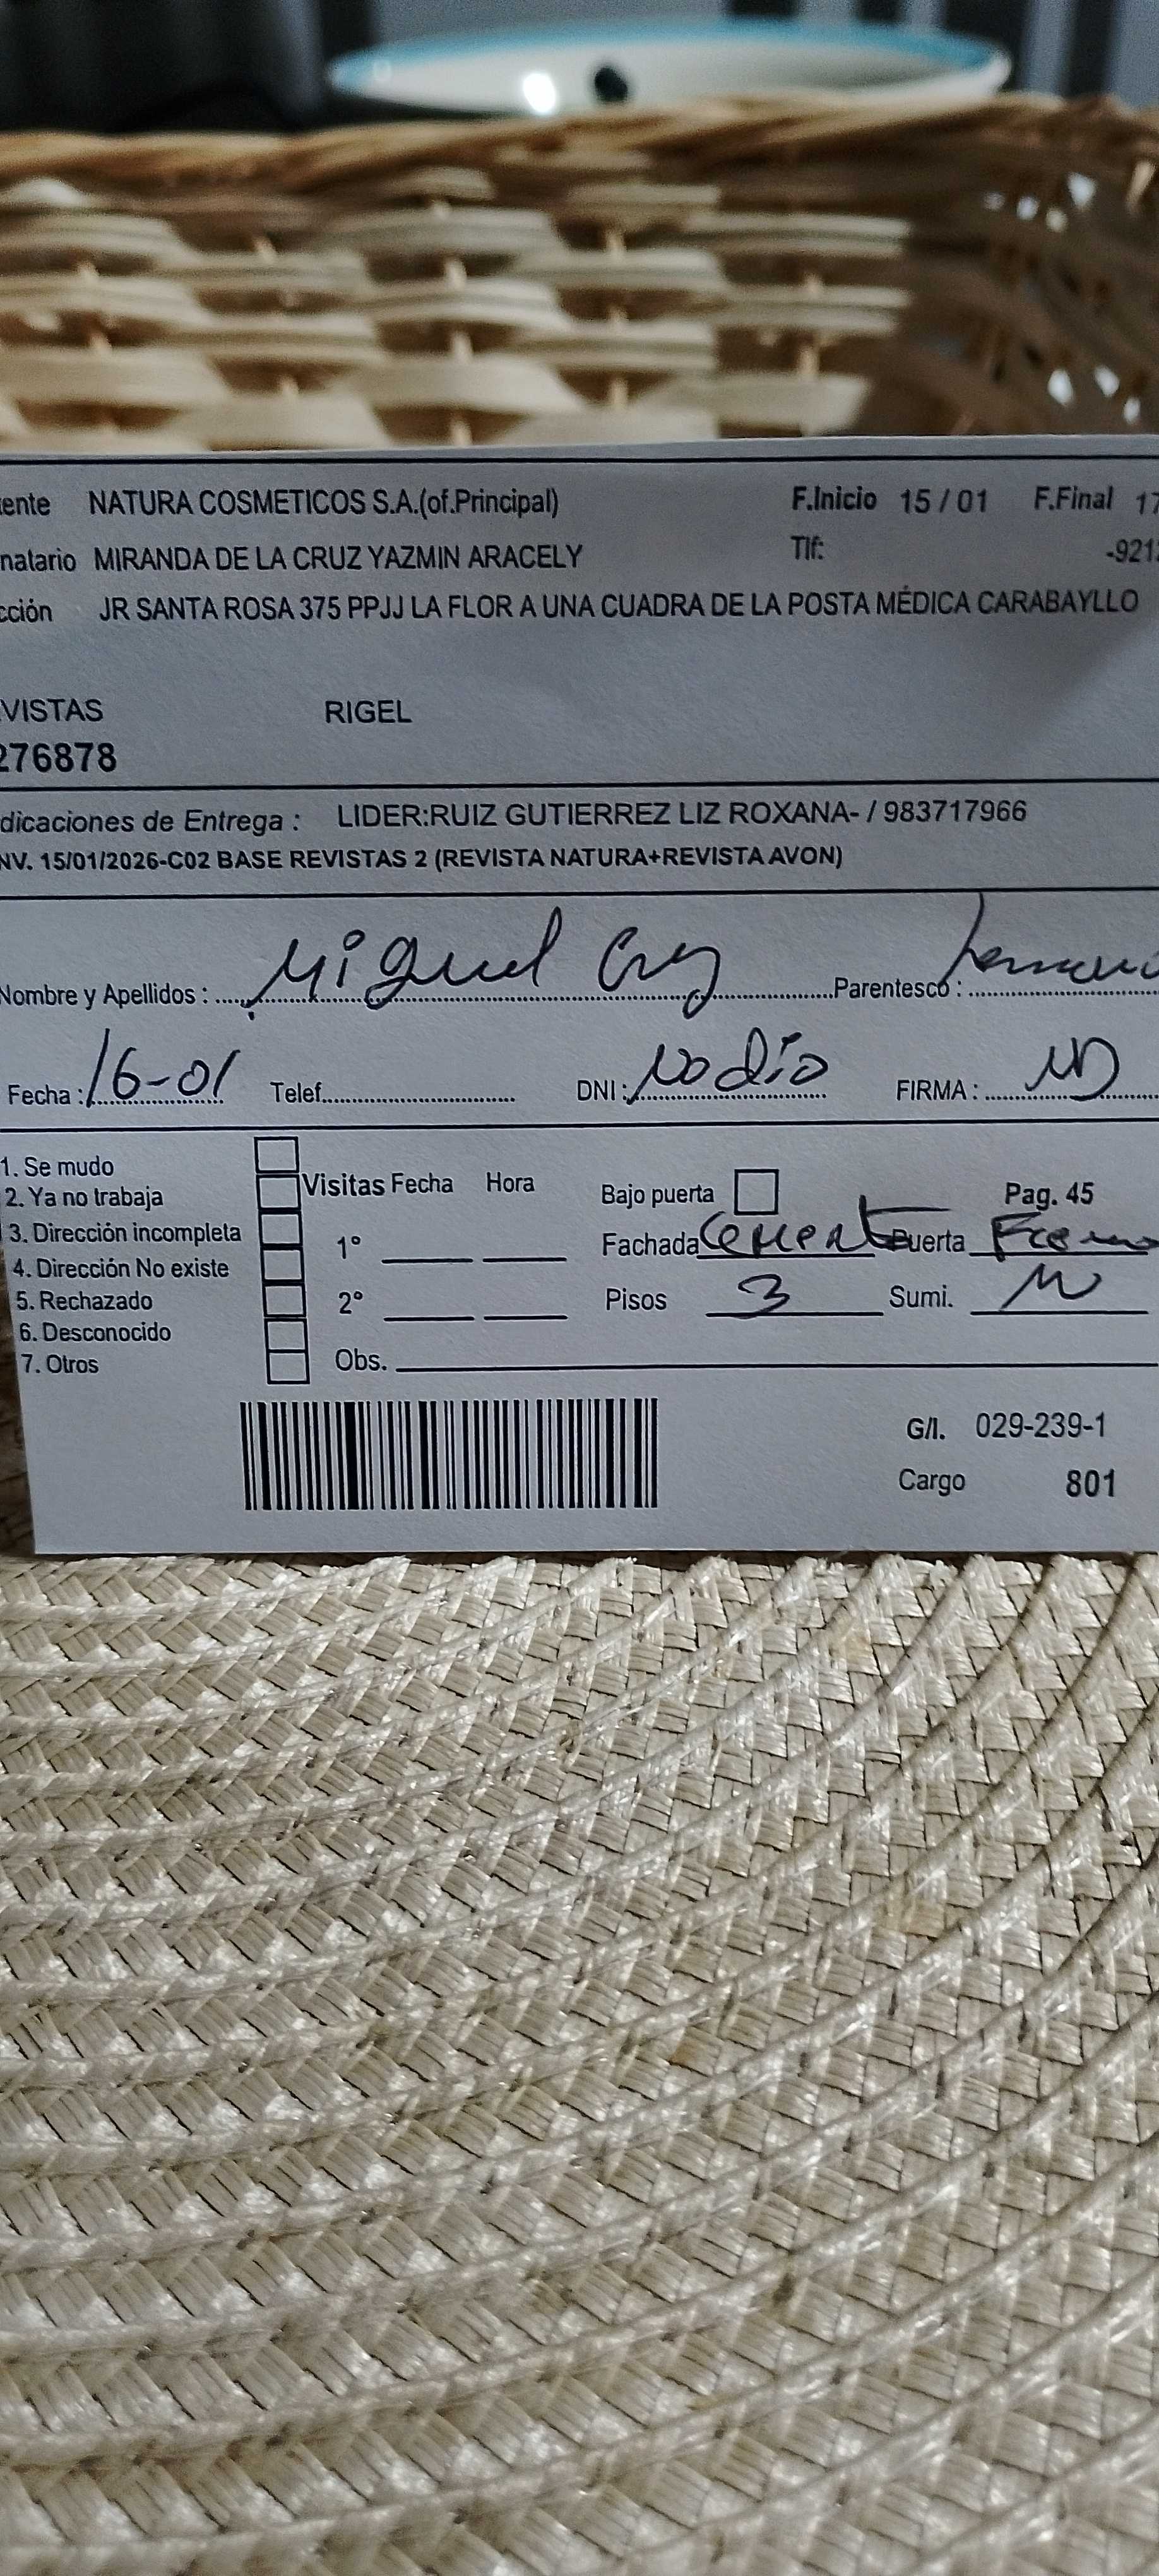 ente NATURA COSMETICOS S.A.(of.Principal) F.Inicio 15 / 01 F.Final 17
natario MIRANDA DE LA CRUZ YAZMIN ARACELY Tlf: -921
cción JR SANTA ROSA 375 PPJJ LA FLOR A UNA CUADRA DE LA POSTA MÉDICA CARABAYLLO
VISTAS RIGEL
276878
dicaciones de Entrega : LIDER:RUIZ GUTIERREZ LIZ ROXANA- / 983717966
NV. 15/01/2026-C02 BASE REVISTAS 2 (REVISTA NATURA+REVISTA AVON)
Nombre y Apellidos : Miguel Cruz Parentesco :
Fecha : 16-01 Telef. DNI : No dio FIRMA : ND
1. Se mudo
2. Ya no trabaja Visitas Fecha Hora Bajo puerta Pag. 45
3. Dirección incompleta 1° Fachada Cemento Puerta
4. Dirección No existe
5. Rechazado 2° Pisos 3 Sumi.
6. Desconocido
7. Otros Obs.
G/I. 029-239-1
Cargo 801